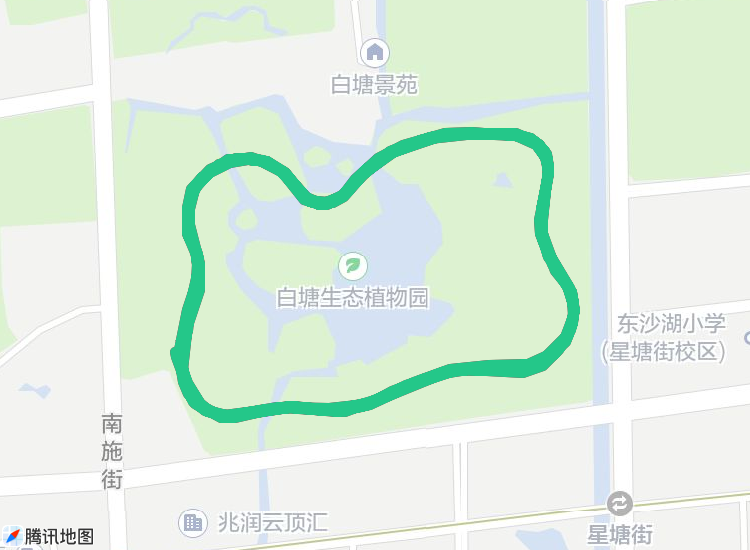 白塘景苑
白塘生态植物园
东沙湖小学
(星塘街校区)
南
施
街
兆润云顶汇
星塘街
腾讯地图